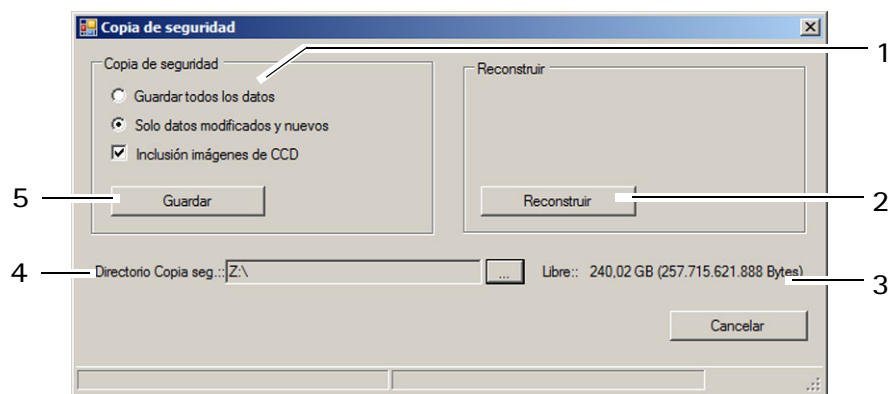 Copia de seguridad
1
Copia de seguridad
Reconstruir
Guardar todos los datos
Solo datos modificados y nuevos
Inclusión imágenes de CCD
5
Guardar
Reconstruir
2
4
Directorio Copia seg.::Z:\
...
Libre:: 240,02 GB (257.715.621.888 Bytes)
3
Cancelar